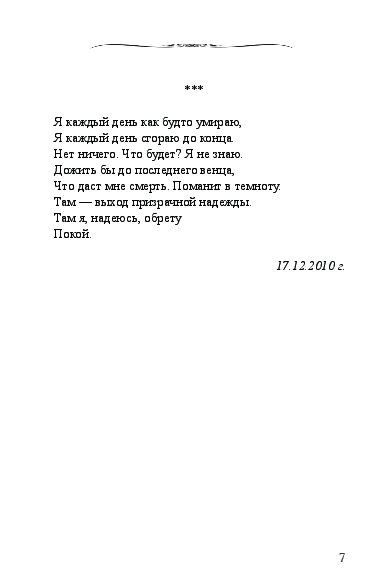 ***
Я каждый день как будто умираю,
Я каждый день сгораю до конца.
Нет ничего. Что будет? Я не знаю.
Дожить бы до последнего венца,
Что даст мне смерть. Поманит в темноту.
Там — выход призрачной надежды.
Там я, надеюсь, обрету
Покой.
17.12.2010 г.
7